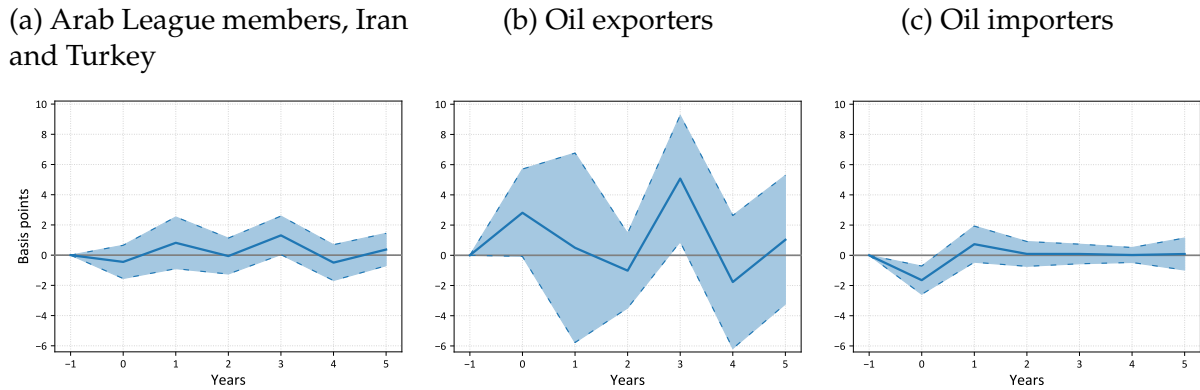 (a) Arab League members, Iran
and Turkey
(b) Oil exporters
(c) Oil importers
10
8
6
4
2
0
−2
−4
−6
Basis points
−1 0 1 2 3 4 5
Years
10
8
6
4
2
0
−2
−4
−6
−1 0 1 2 3 4 5
Years
10
8
6
4
2
0
−2
−4
−6
−1 0 1 2 3 4 5
Years